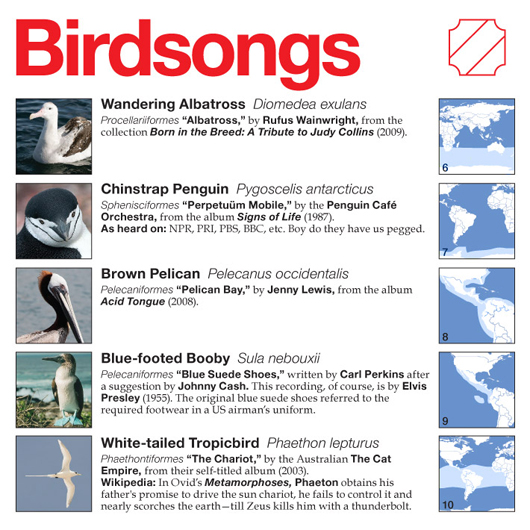 Birdsongs
Wandering Albatross Diomedea exulans
Procellariiformes “Albatross,” by Rufus Wainwright, from the
collection Born in the Breed: A Tribute to Judy Collins (2009).
6
Chinstrap Penguin Pygoscelis antarcticus
Sphenisciformes “Perpetuüm Mobile,” by the Penguin Café
Orchestra, from the album Signs of Life (1987).
As heard on: NPR, PRI, PBS, BBC, etc. Boy do they have us pegged.
7
Brown Pelican Pelecanus occidentalis
Pelecaniformes “Pelican Bay,” by Jenny Lewis, from the album
Acid Tongue (2008).
8
Blue-footed Booby Sula nebouxii
Pelecaniformes “Blue Suede Shoes,” written by Carl Perkins after
a suggestion by Johnny Cash. This recording, of course, is by Elvis
Presley (1955). The original blue suede shoes referred to the
required footwear in a US airman's uniform.
9
White-tailed Tropicbird Phaethon lepturus
Phaethontiformes “The Chariot,” by the Australian The Cat
Empire, from their self-titled album (2003).
Wikipedia: In Ovid's Metamorphoses, Phaeton obtains his
father's promise to drive the sun chariot, he fails to control it and
nearly scorches the earth—till Zeus kills him with a thunderbolt.
10